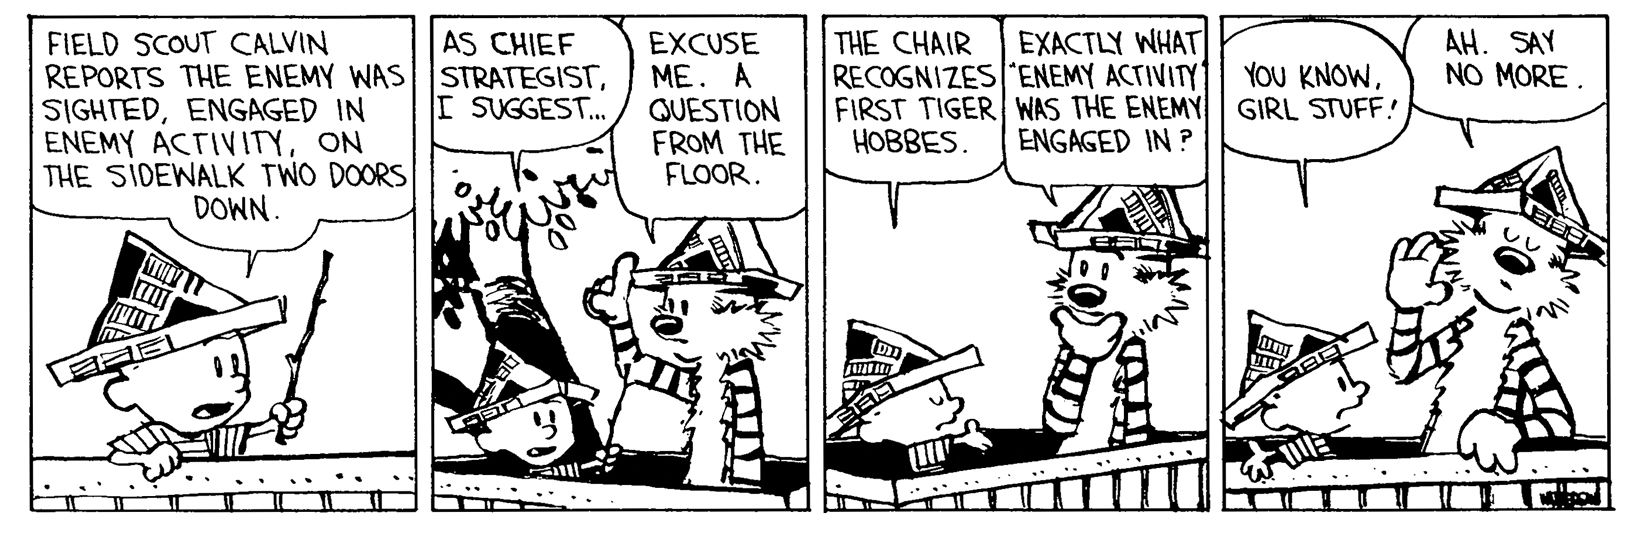 FIELD SCOUT CALVIN
REPORTS THE ENEMY WAS
SIGHTED, ENGAGED IN
ENEMY ACTIVITY, ON
THE SIDEWALK TWO DOORS
DOWN.
AS CHIEF
STRATEGIST,
I SUGGEST...
EXCUSE
ME. A
QUESTION
FROM THE
FLOOR.
THE CHAIR
RECOGNIZES
FIRST TIGER
HOBBES.
EXACTLY WHAT
"ENEMY ACTIVITY"
WAS THE ENEMY
ENGAGED IN?
YOU KNOW,
GIRL STUFF!
AH. SAY
NO MORE.